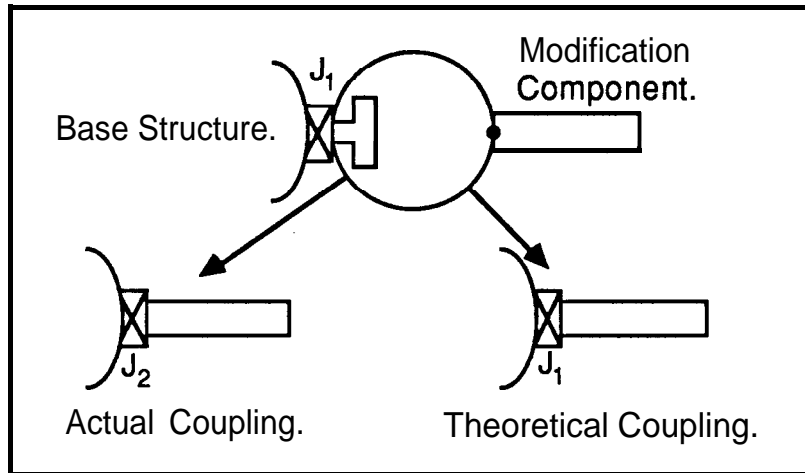 Modification
Component.
J1
Base Structure.
J2
J1
Actual Coupling.
Theoretical Coupling.